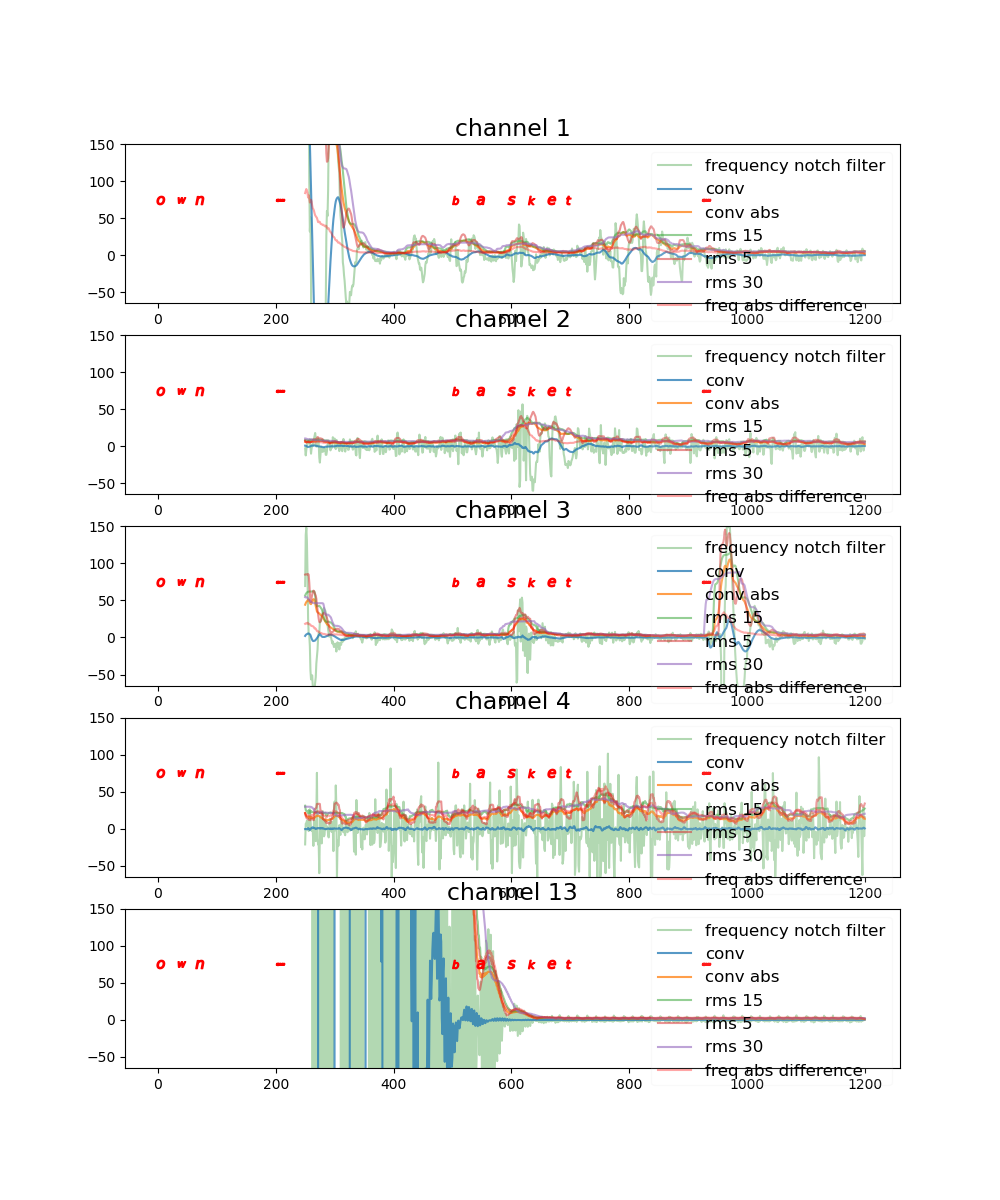 channel 1
150
100
50
0
−50
o w n – b a s k e t –
frequency notch filter
conv
conv abs
rms 15
rms 5
rms 30
freq abs difference
0 200 400 600 800 1000 1200
channel 2
150
100
50
0
−50
o w n – b a s k e t –
frequency notch filter
conv
conv abs
rms 15
rms 5
rms 30
freq abs difference
0 200 400 600 800 1000 1200
channel 3
150
100
50
0
−50
o w n – b a s k e t –
frequency notch filter
conv
conv abs
rms 15
rms 5
rms 30
freq abs difference
0 200 400 600 800 1000 1200
channel 4
150
100
50
0
−50
o w n – b a s k e t –
frequency notch filter
conv
conv abs
rms 15
rms 5
rms 30
freq abs difference
0 200 400 600 800 1000 1200
channel 13
150
100
50
0
−50
o w n – b a s k e t –
frequency notch filter
conv
conv abs
rms 15
rms 5
rms 30
freq abs difference
0 200 400 600 800 1000 1200